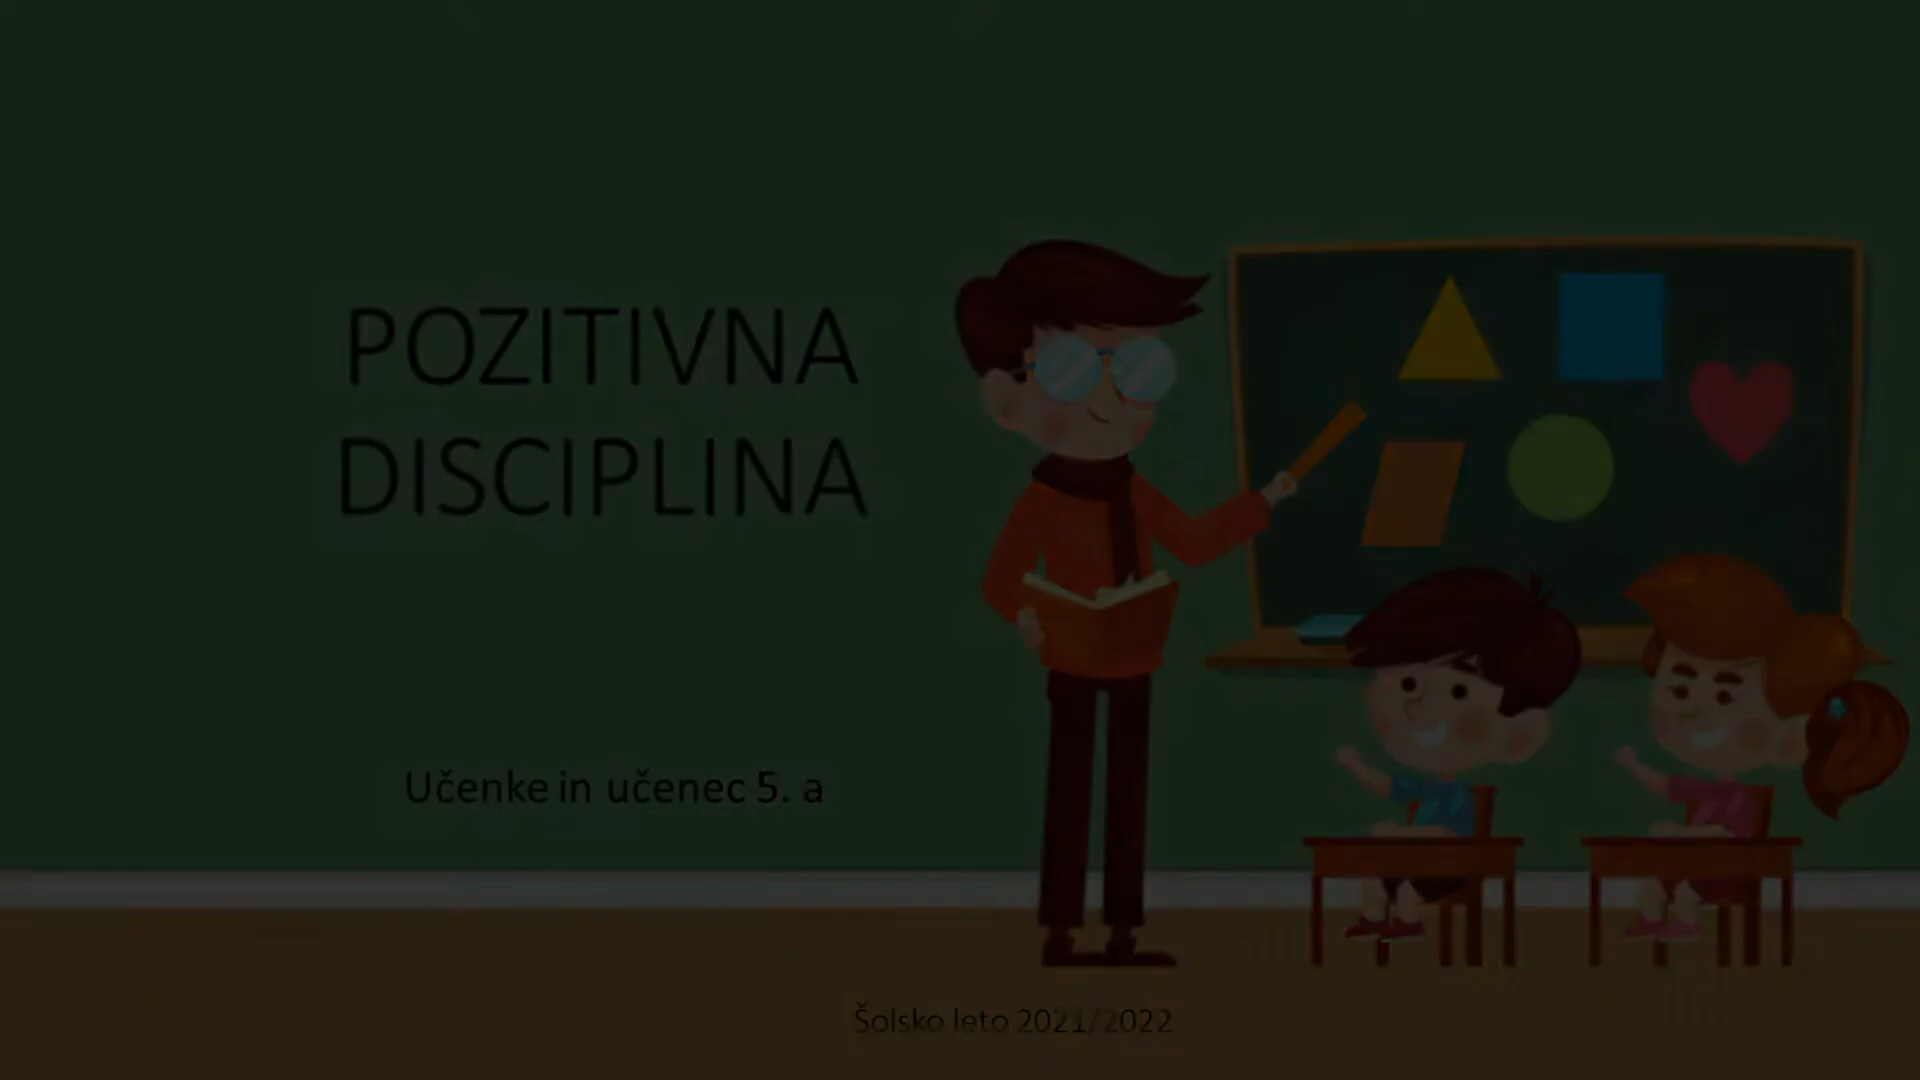 POZITIVNA
DISCIPLINA
Učenke in učenec 5. a
Šolsko leto 2021/2022